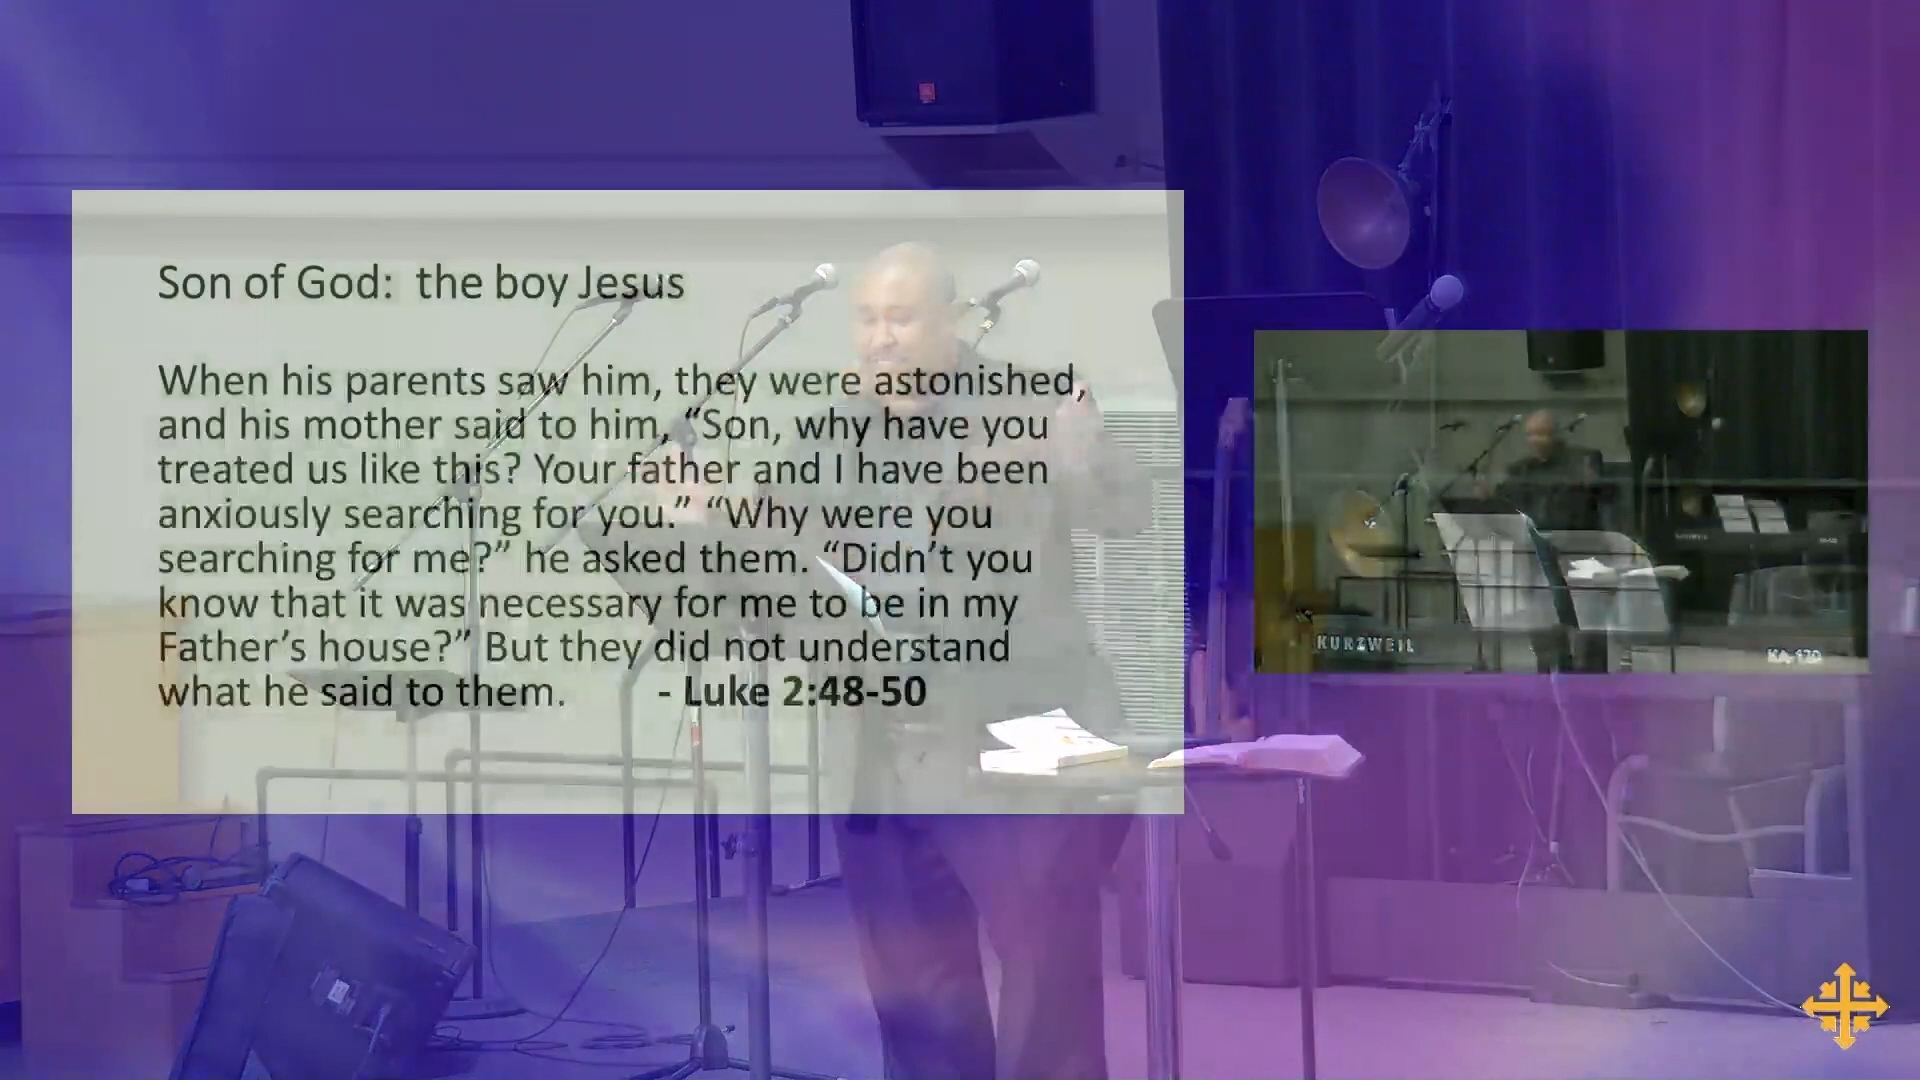 Son of God:  the boy Jesus
When his parents saw him, they were astonished,
and his mother said to him, “Son, why have you
treated us like this? Your father and I have been
anxiously searching for you.” “Why were you
searching for me?” he asked them. “Didn’t you
know that it was necessary for me to be in my
Father’s house?” But they did not understand
what he said to them. - Luke 2:48-50
KURZWEIL